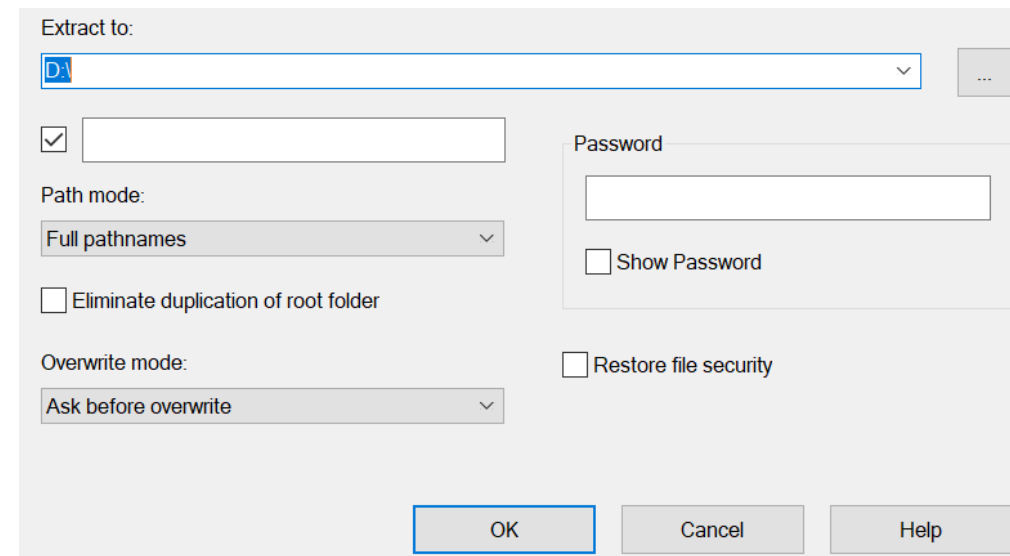 Extract to:
D:\
...
Password
Path mode:
Full pathnames
Show Password
Eliminate duplication of root folder
Overwrite mode:
Restore file security
Ask before overwrite
OK
Cancel
Help